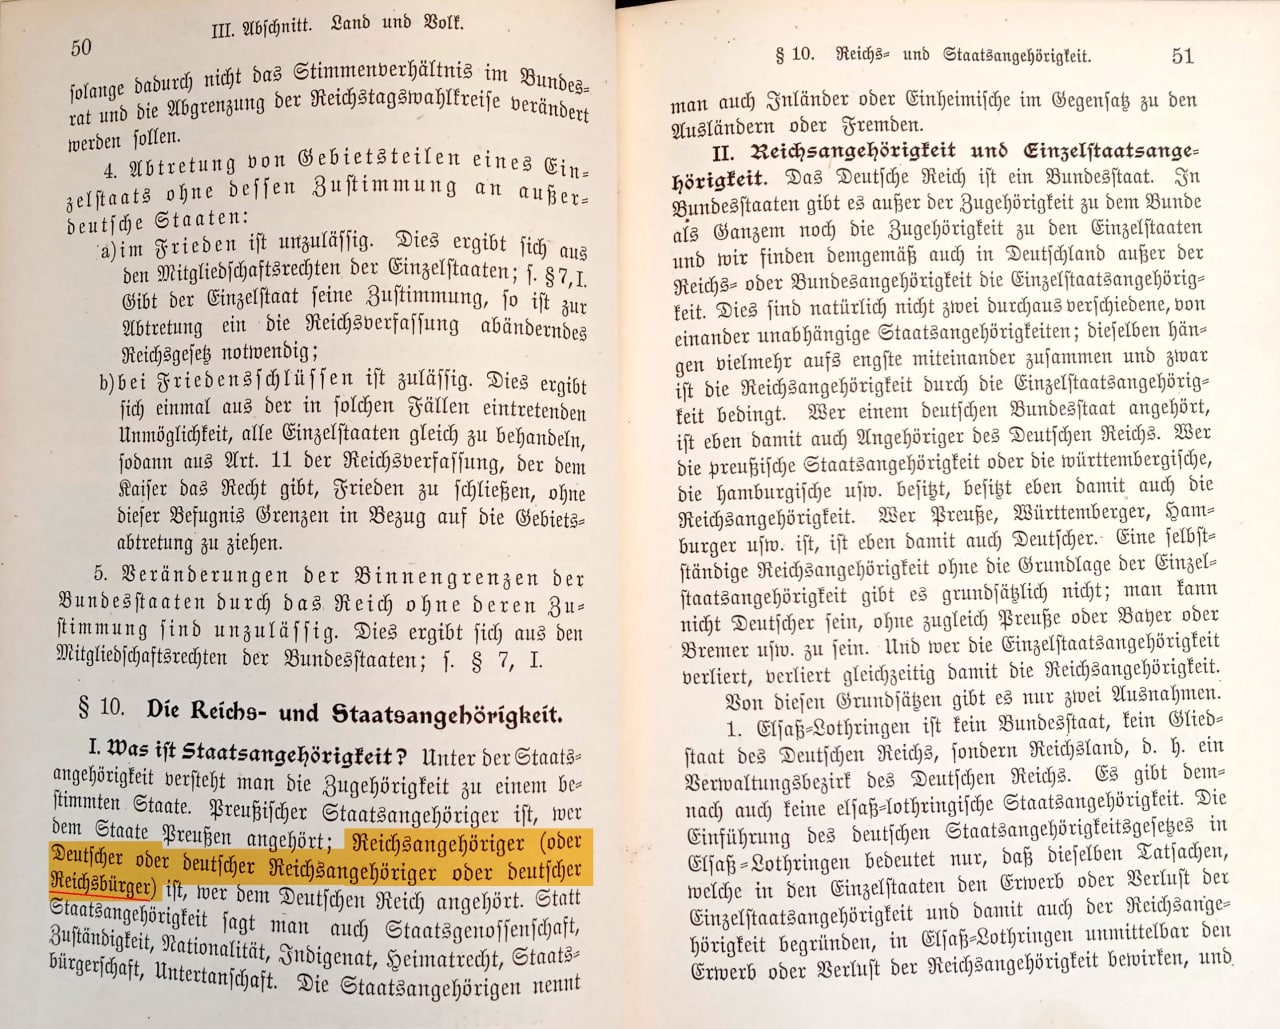 50
III. Abschnitt. Land und Volk.
solange dadurch nicht das Stimmenverhältnis im Bundes-
rat und die Abgrenzung der Reichstagswahlkreise verändert
werden sollen.
4. Abtretung von Gebietsteilen eines Ein-
zelstaats ohne dessen Zustimmung an außer-
deutsche Staaten:
a) im Frieden ist unzulässig. Dies ergibt sich aus
den Mitgliedschaftsrechten der Einzelstaaten; s. § 7, I.
Gibt der Einzelstaat seine Zustimmung, so ist zur
Abtretung ein die Reichsverfassung abänderndes
Reichsgesetz notwendig;
b) bei Friedensschlüssen ist zulässig. Dies ergibt
sich einmal aus der in solchen Fällen eintretenden
Unmöglichkeit, alle Einzelstaaten gleich zu behandeln,
sodann aus Art. 11 der Reichsverfassung, der dem
Kaiser das Recht gibt, Frieden zu schließen, ohne
dieser Befugnis Grenzen in Bezug auf die Gebiets-
abtretung zu ziehen.
5. Veränderungen der Binnengrenzen der
Bundesstaaten durch das Reich ohne deren Zu-
stimmung sind unzulässig. Dies ergibt sich aus den
Mitgliedschaftsrechten der Bundesstaaten; s. § 7, I.
§ 10. Die Reichs- und Staatsangehörigkeit.
I. Was ist Staatsangehörigkeit? Unter der Staats-
angehörigkeit versteht man die Zugehörigkeit zu einem be-
stimmten Staate. Preußischer Staatsangehöriger ist, wer
dem Staate Preußen angehört; Reichsangehöriger (oder
Deutscher oder deutscher Reichsangehöriger oder deutscher
Reichsbürger) ist, wer dem Deutschen Reich angehört. Statt
Staatsangehörigkeit sagt man auch Staatsgenossenschaft,
Zuständigkeit, Nationalität, Indigenat, Heimatrecht, Staats-
bürgerschaft, Untertanschaft. Die Staatsangehörigen nennt
§ 10. Reichs- und Staatsangehörigkeit. 51
man auch Inländer oder Einheimische im Gegensatz zu den
Ausländern oder Fremden.
II. Reichsangehörigkeit und Einzelstaatsange-
hörigkeit. Das Deutsche Reich ist ein Bundesstaat. In
Bundesstaaten gibt es außer der Zugehörigkeit zu dem Bunde
als Ganzem noch die Zugehörigkeit zu den Einzelstaaten
und wir finden demgemäß auch in Deutschland außer der
Reichs- oder Bundesangehörigkeit die Einzelstaatsangehörig-
keit. Dies sind natürlich nicht zwei durchaus verschiedene, von
einander unabhängige Staatsangehörigkeiten; dieselben hän-
gen vielmehr aufs engste miteinander zusammen und zwar
ist die Reichsangehörigkeit durch die Einzelstaatsangehörig-
keit bedingt. Wer einem deutschen Bundesstaat angehört,
ist eben damit auch Angehöriger des Deutschen Reichs. Wer
die preußische Staatsangehörigkeit oder die württembergische,
die hamburgische usw. besitzt, besitzt eben damit auch die
Reichsangehörigkeit. Wer Preuße, Württemberger, Ham-
burger usw. ist, ist eben damit auch Deutscher. Eine selbst-
ständige Reichsangehörigkeit ohne die Grundlage der Einzel-
staatsangehörigkeit gibt es grundsätzlich nicht; man kann
nicht Deutscher sein, ohne zugleich Preuße oder Bayer oder
Bremer usw. zu sein. Und wer die Einzelstaatsangehörigkeit
verliert, verliert gleichzeitig damit die Reichsangehörigkeit.
Von diesen Grundsätzen gibt es nur zwei Ausnahmen.
1. Elsaß-Lothringen ist kein Bundesstaat, kein Glied-
staat des Deutschen Reichs, sondern Reichsland, d. h. ein
Verwaltungsbezirk des Deutschen Reichs. Es gibt dem-
nach auch keine elsaß-lothringische Staatsangehörigkeit. Die
Einführung des deutschen Staatsangehörigkeitsgesetzes in
Elsaß-Lothringen bedeutet nur, daß dieselben Tatsachen,
welche in den Einzelstaaten den Erwerb oder Verlust der
Einzelstaatsangehörigkeit und damit auch der Reichsange-
hörigkeit begründen, in Elsaß-Lothringen unmittelbar den
Erwerb oder Verlust der Reichsangehörigkeit bewirken, und